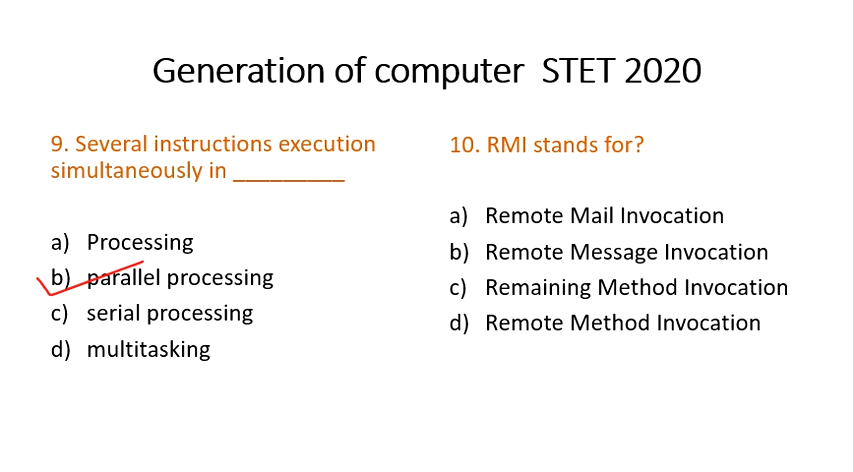 Generation of computer STET 2020
9. Several instructions execution
simultaneously in _________
a) Processing
b) parallel processing
c) serial processing
d) multitasking
10. RMI stands for?
a) Remote Mail Invocation
b) Remote Message Invocation
c) Remaining Method Invocation
d) Remote Method Invocation